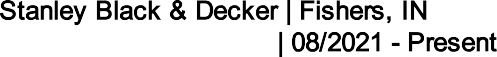 Stanley Black & Decker | Fishers, IN
| 08/2021 - Present